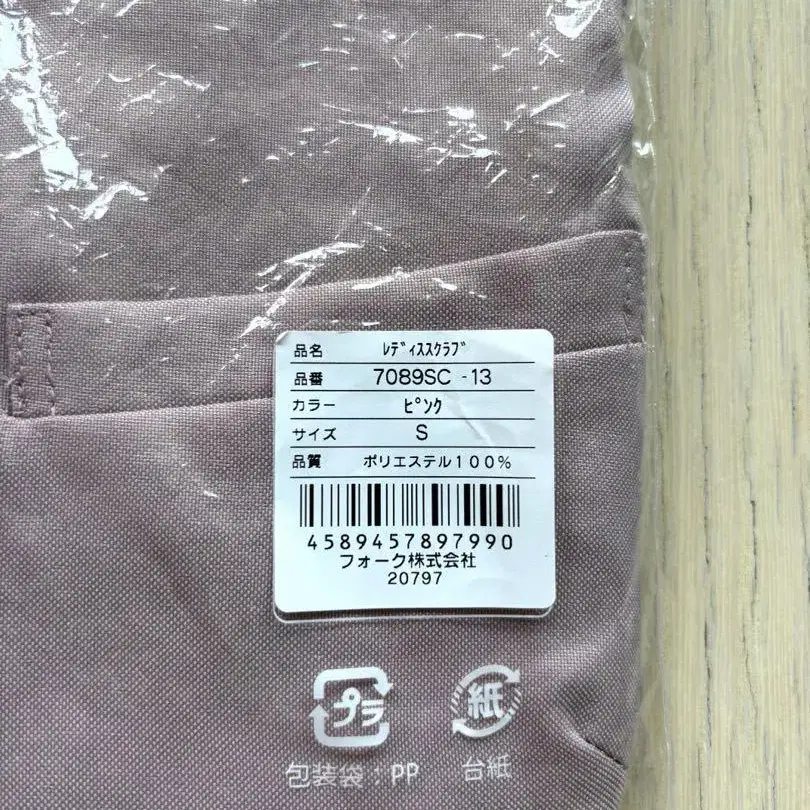 品名 ﾚﾃﾞｨｽｽｸﾗﾌﾞ
品番 7089SC -13
カラー ﾋﾟﾝｸ
サイズ S
品質 ポリエステル100%
4589457897990
フォーク株式会社
20797
プラ 紙
包装袋:PP 台紙